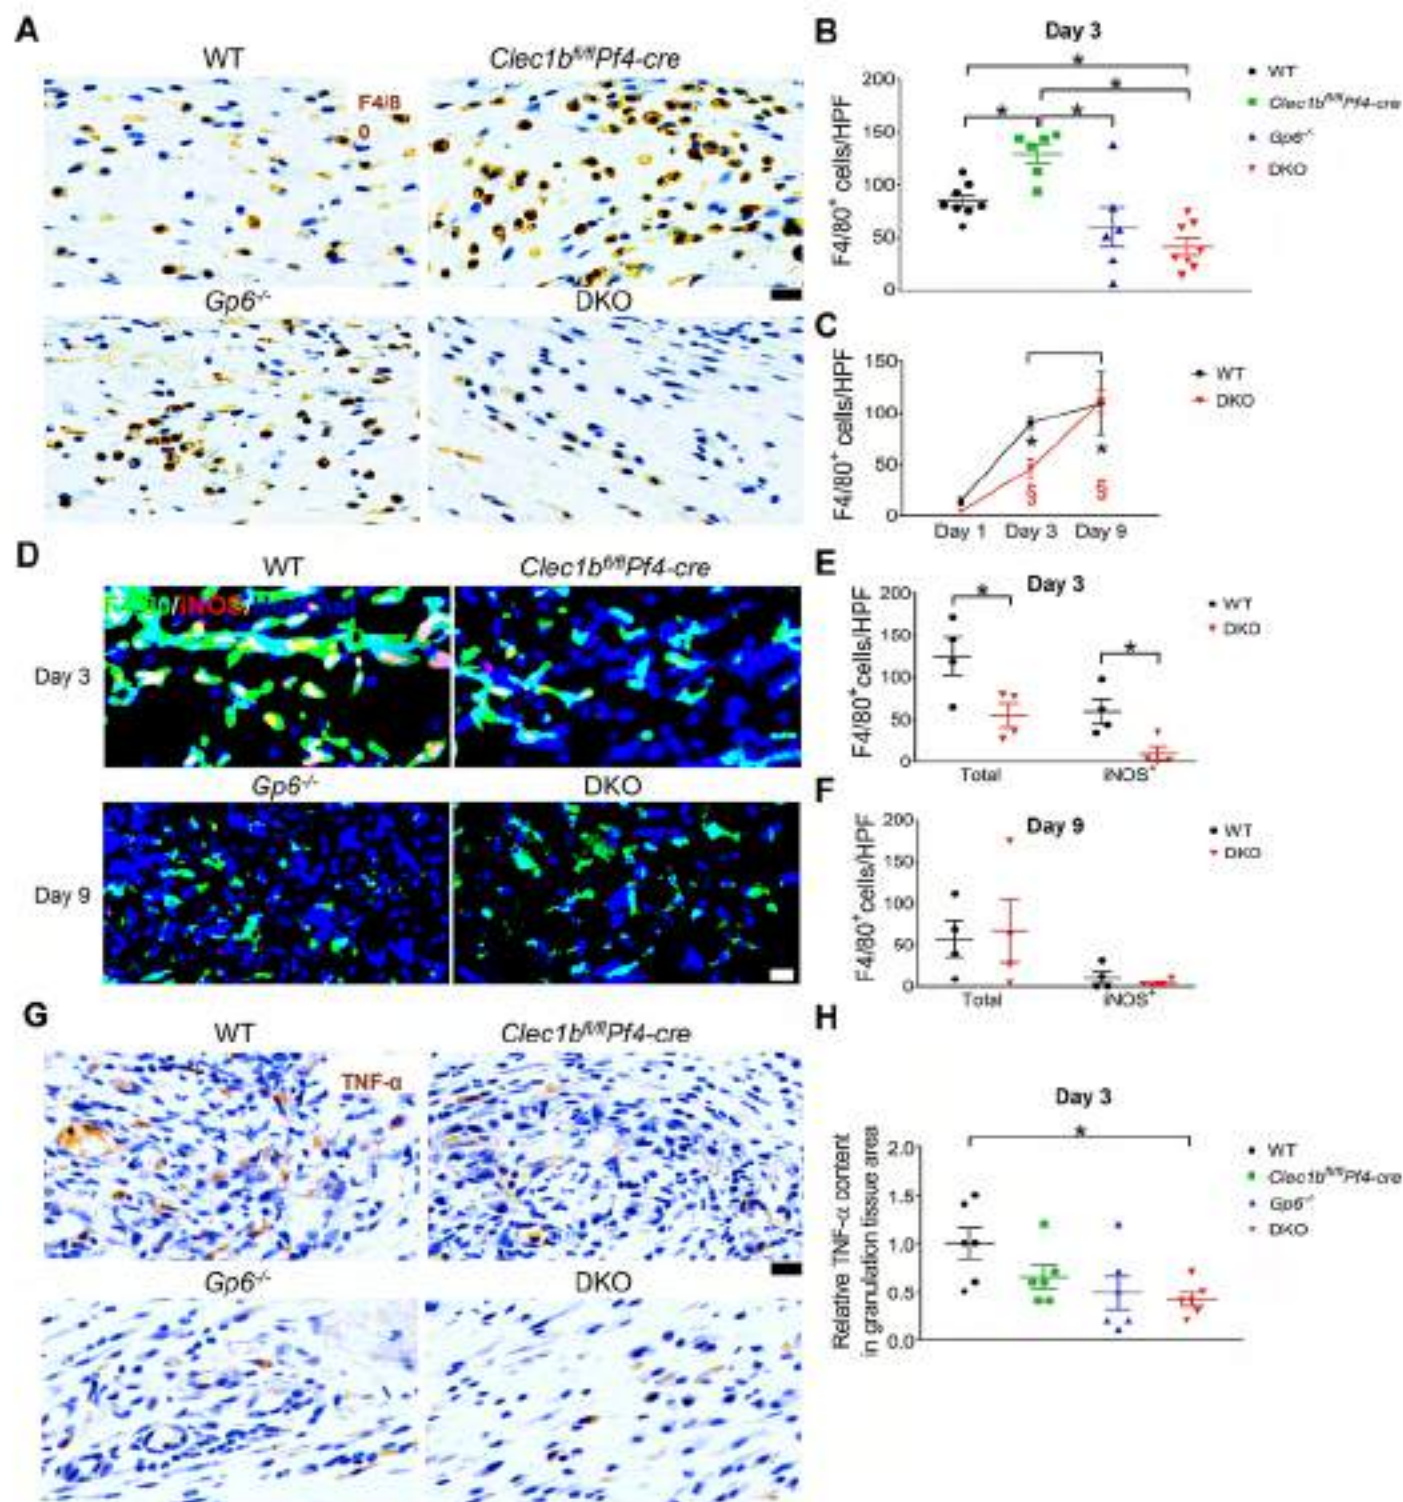 A
WT
Clec1b^fl/fl Pf4-cre
F4/8
0
Gp6-/-
DKO
B
Day 3
F4/80+ cells/HPF
200
150
100
50
0
WT
Clec1b^fl/fl Pf4-cre
Gp6-/-
DKO
*
*
*
*
C
F4/80+ cells/HPF
150
100
50
0
*
*
§
§
Day 1 Day 3 Day 9
WT
DKO
D
WT
Clec1b^fl/fl Pf4-cre
/iNOS/
Day 3
Gp6-/-
DKO
Day 9
E
Day 3
F4/80+cells/HPF
200
150
100
50
0
*
*
Total iNOS+
WT
DKO
F
Day 9
F4/80+cells/HPF
200
150
100
50
0
Total iNOS+
WT
DKO
G
WT
Clec1b^fl/fl Pf4-cre
TNF-α
Gp6-/-
DKO
H
Day 3
Relative TNF-α content
in granulation tissue area
2.0
1.5
1.0
0.5
0.0
*
WT
Clec1b^fl/fl Pf4-cre
Gp6-/-
DKO